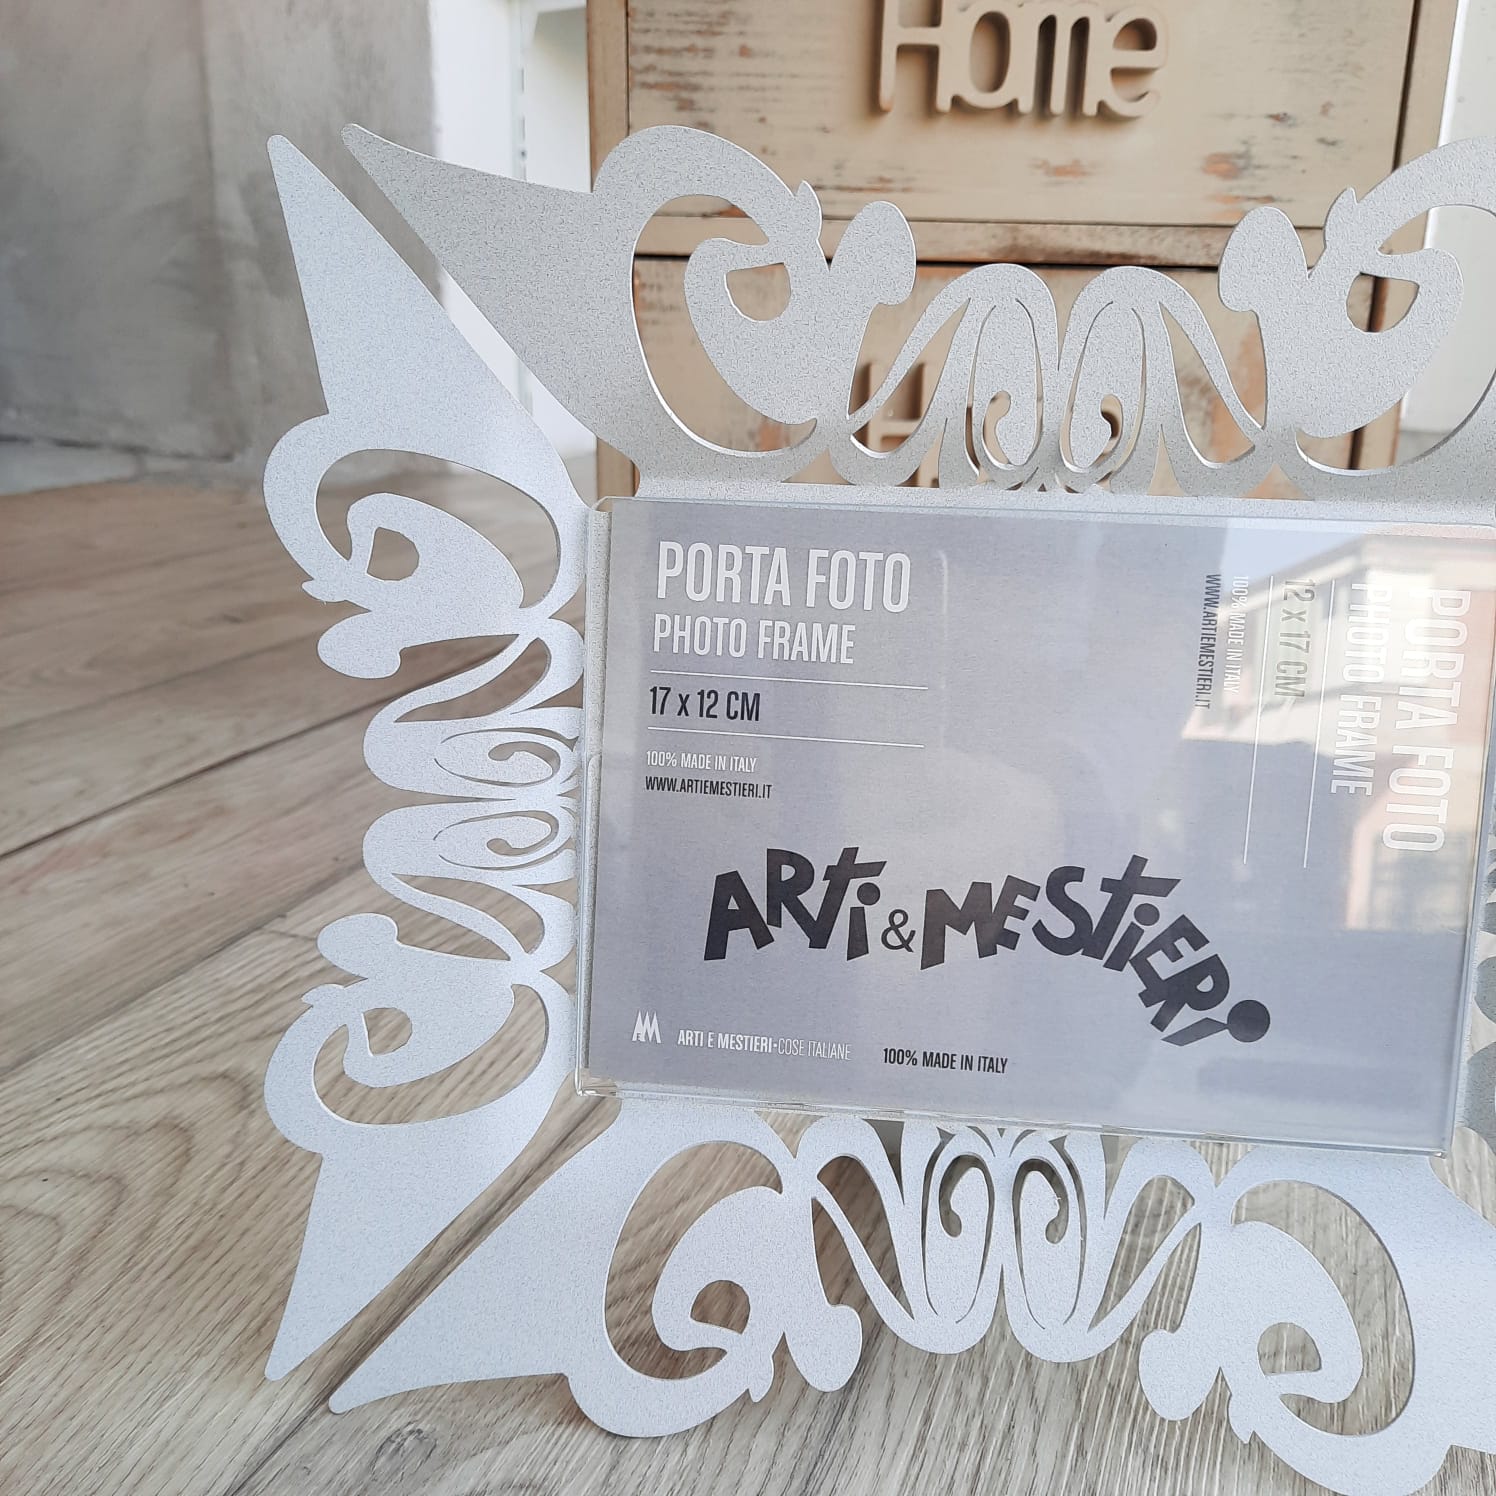 Home
PORTA FOTO
PHOTO FRAME
17 x 12 CM
100% MADE IN ITALY
WWW.ARTIEMESTIERI.IT
PORTA FOTO
PHOTO FRAME
12 x 17 CM
100% MADE IN ITALY
WWW.ARTIEMESTIERI.IT
ARTi & MESTiERi
ARTI E MESTIERI•COSE ITALIANE
100% MADE IN ITALY